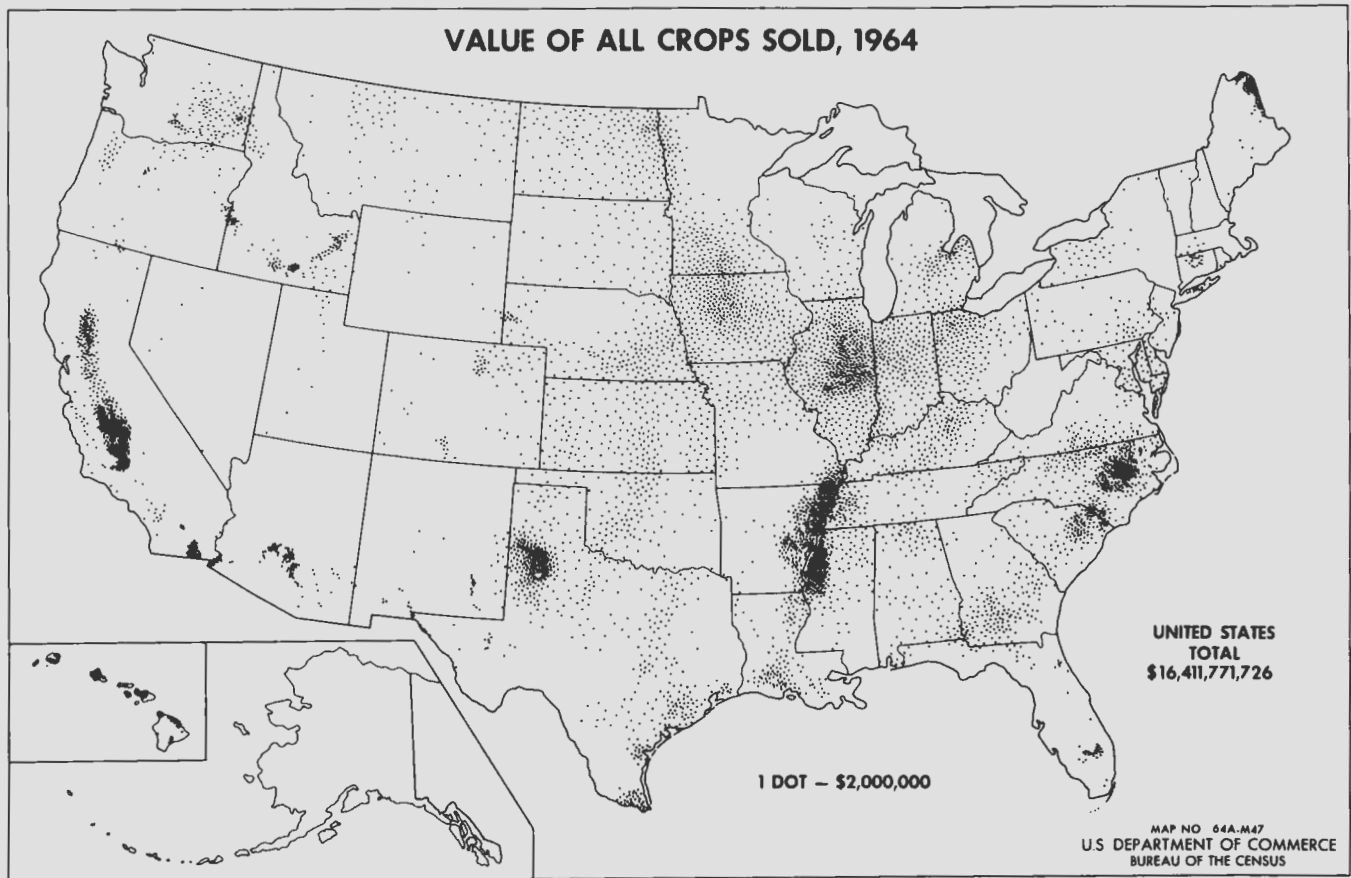 VALUE OF ALL CROPS SOLD, 1964
UNITED STATES
TOTAL
$16,411,771,726
1 DOT – $2,000,000
MAP NO 64A-M47
U.S DEPARTMENT OF COMMERCE
BUREAU OF THE CENSUS